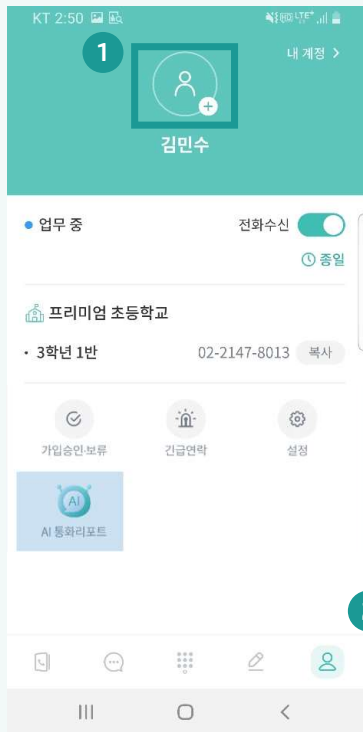 KT 2:50
LTE+
1
내 계정 >
김민수
업무 중
전화수신
종일
프리미엄 초등학교
• 3학년 1반
02-2147-8013
복사
가입승인·보류
긴급연락
설정
AI
AI 통화리포트